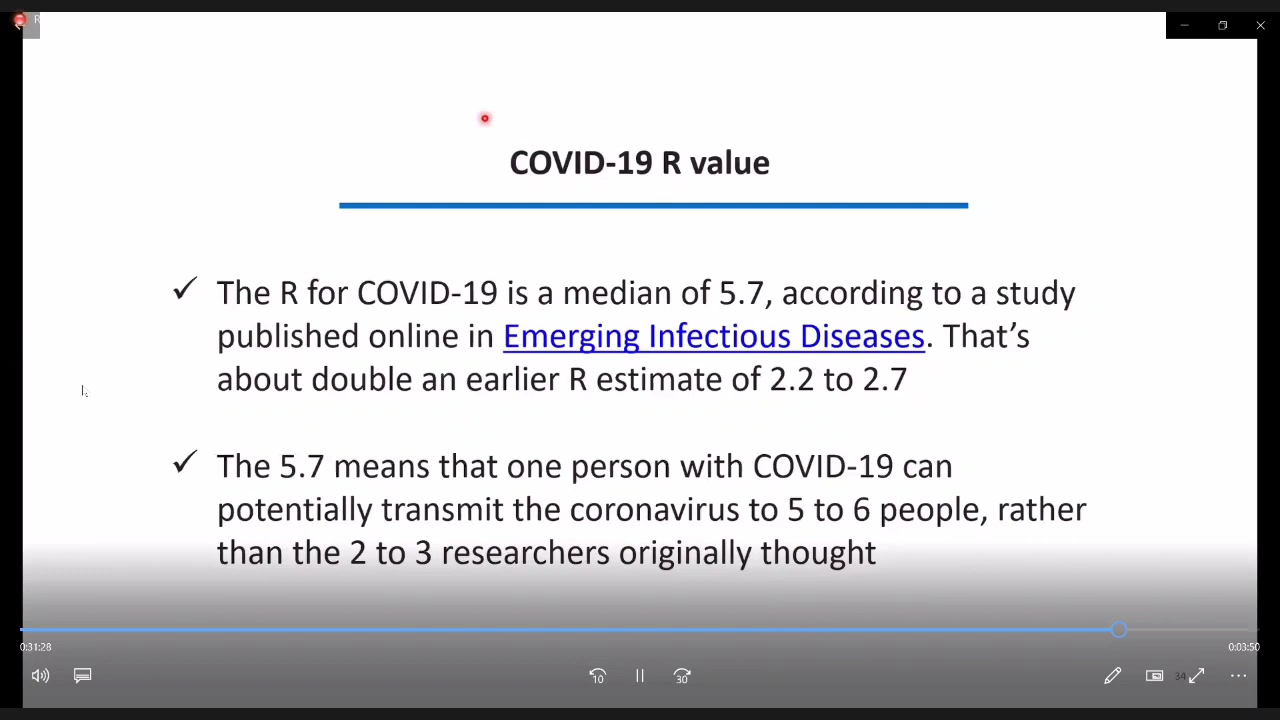 R
COVID-19 R value
✓ The R for COVID-19 is a median of 5.7, according to a study
published online in Emerging Infectious Diseases. That’s
about double an earlier R estimate of 2.2 to 2.7
✓ The 5.7 means that one person with COVID-19 can
potentially transmit the coronavirus to 5 to 6 people, rather
than the 2 to 3 researchers originally thought
0:31:28 0:03:50
10 30 34